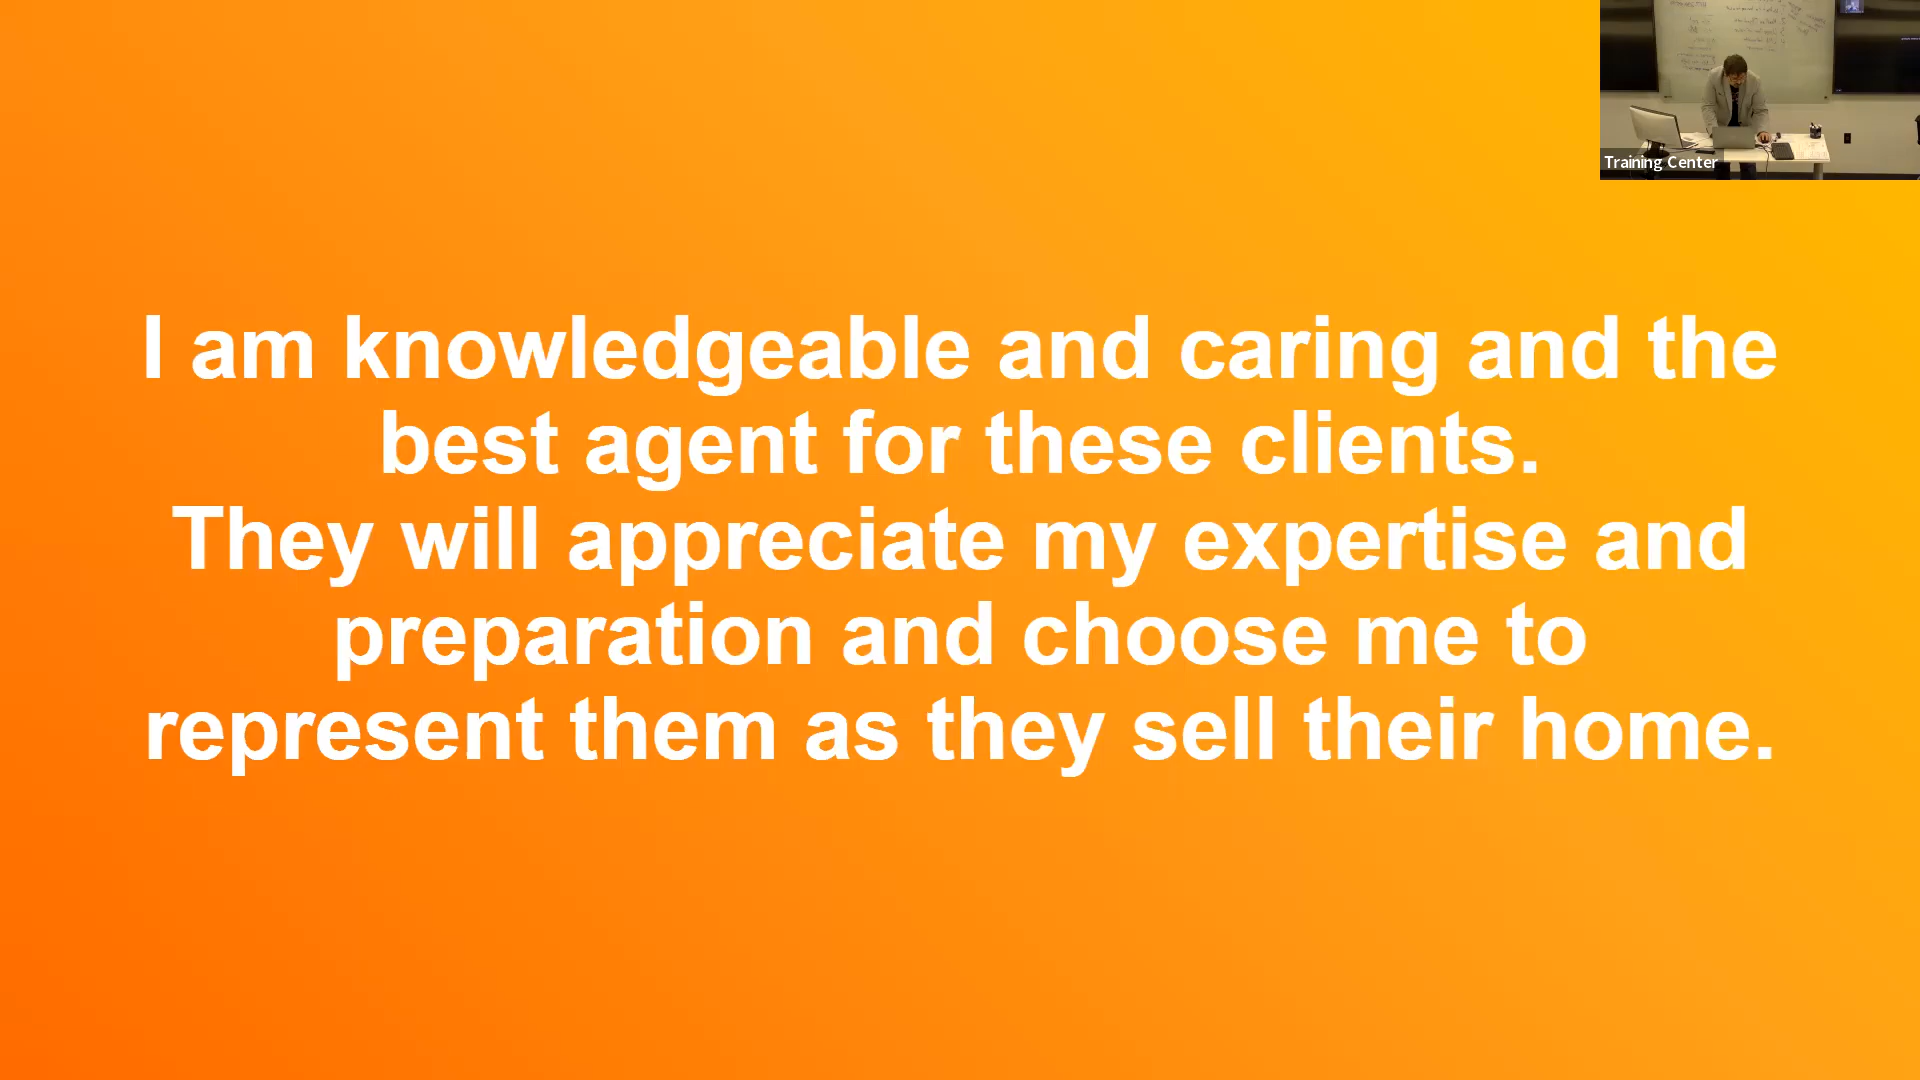 Training Center
I am knowledgeable and caring and the
best agent for these clients.
They will appreciate my expertise and
preparation and choose me to
represent them as they sell their home.